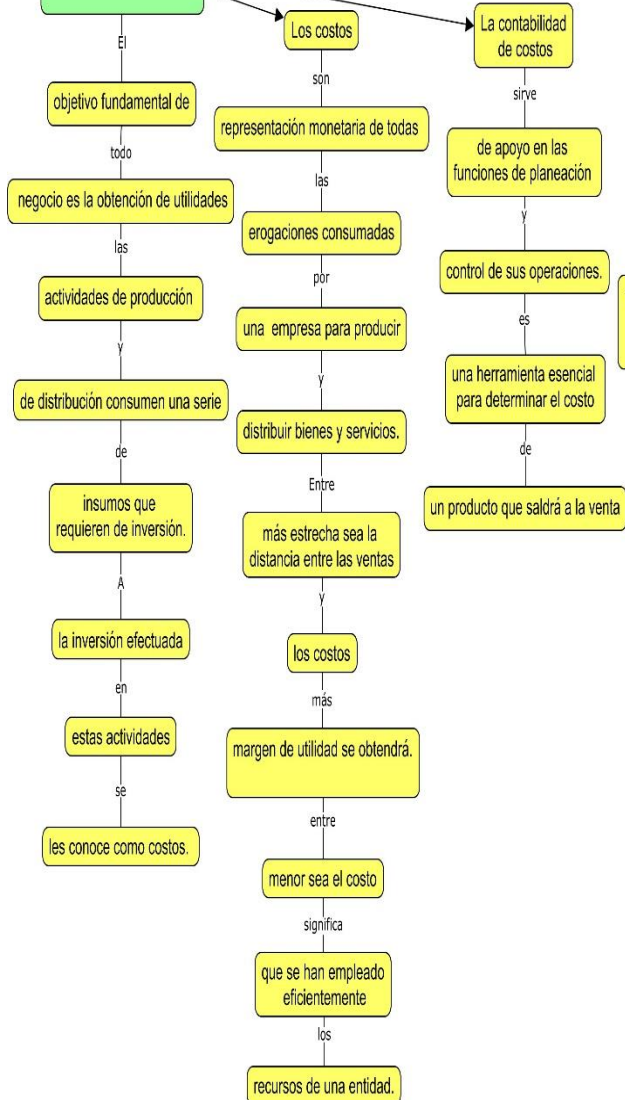 El
objetivo fundamental de
todo
negocio es la obtención de utilidades
las
actividades de producción
y
de distribución consumen una serie
de
insumos que
requieren de inversión.
A
la inversión efectuada
en
estas actividades
se
les conoce como costos.
Los costos
son
representación monetaria de todas
las
erogaciones consumadas
por
una empresa para producir
y
distribuir bienes y servicios.
Entre
más estrecha sea la
distancia entre las ventas
y
los costos
más
margen de utilidad se obtendrá.
entre
menor sea el costo
significa
que se han empleado
eficientemente
los
recursos de una entidad.
La contabilidad
de costos
sirve
de apoyo en las
funciones de planeación
y
control de sus operaciones.
es
una herramienta esencial
para determinar el costo
de
un producto que saldrá a la venta